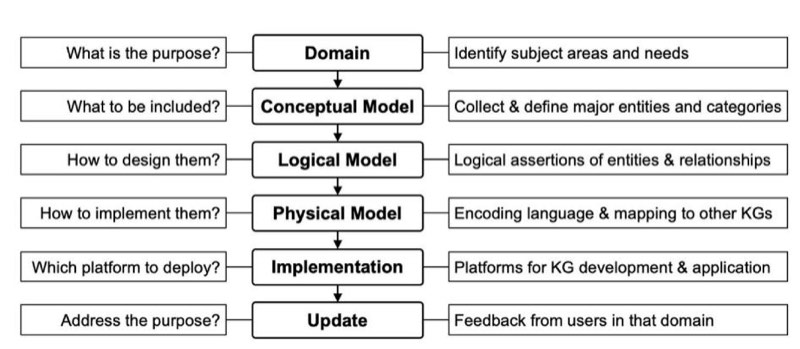 What is the purpose?
Domain
Identify subject areas and needs
What to be included?
Conceptual Model
Collect & define major entities and categories
How to design them?
Logical Model
Logical assertions of entities & relationships
How to implement them?
Physical Model
Encoding language & mapping to other KGs
Which platform to deploy?
Implementation
Platforms for KG development & application
Address the purpose?
Update
Feedback from users in that domain